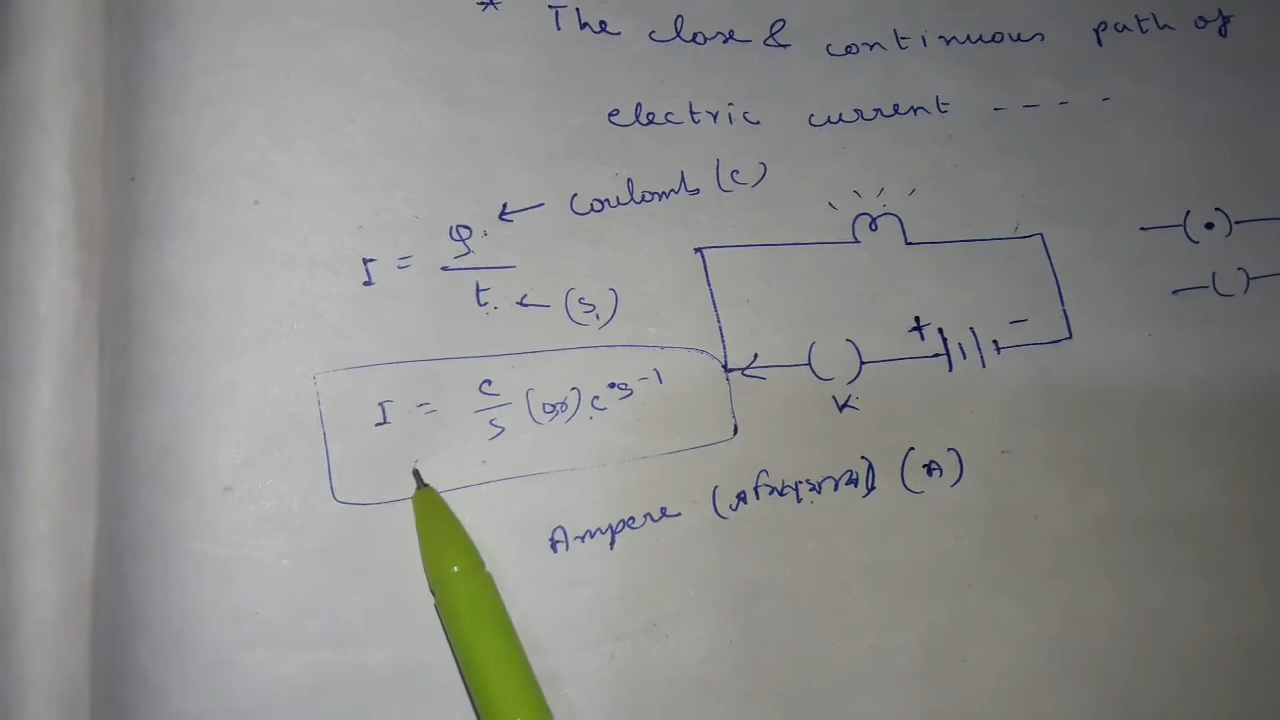 * The close & continuous path of
electric current ----
I = Q/t
← Coulomb (C)
← (S)
I = C/S (or) C S⁻¹
+ -
K
Ampere (A)